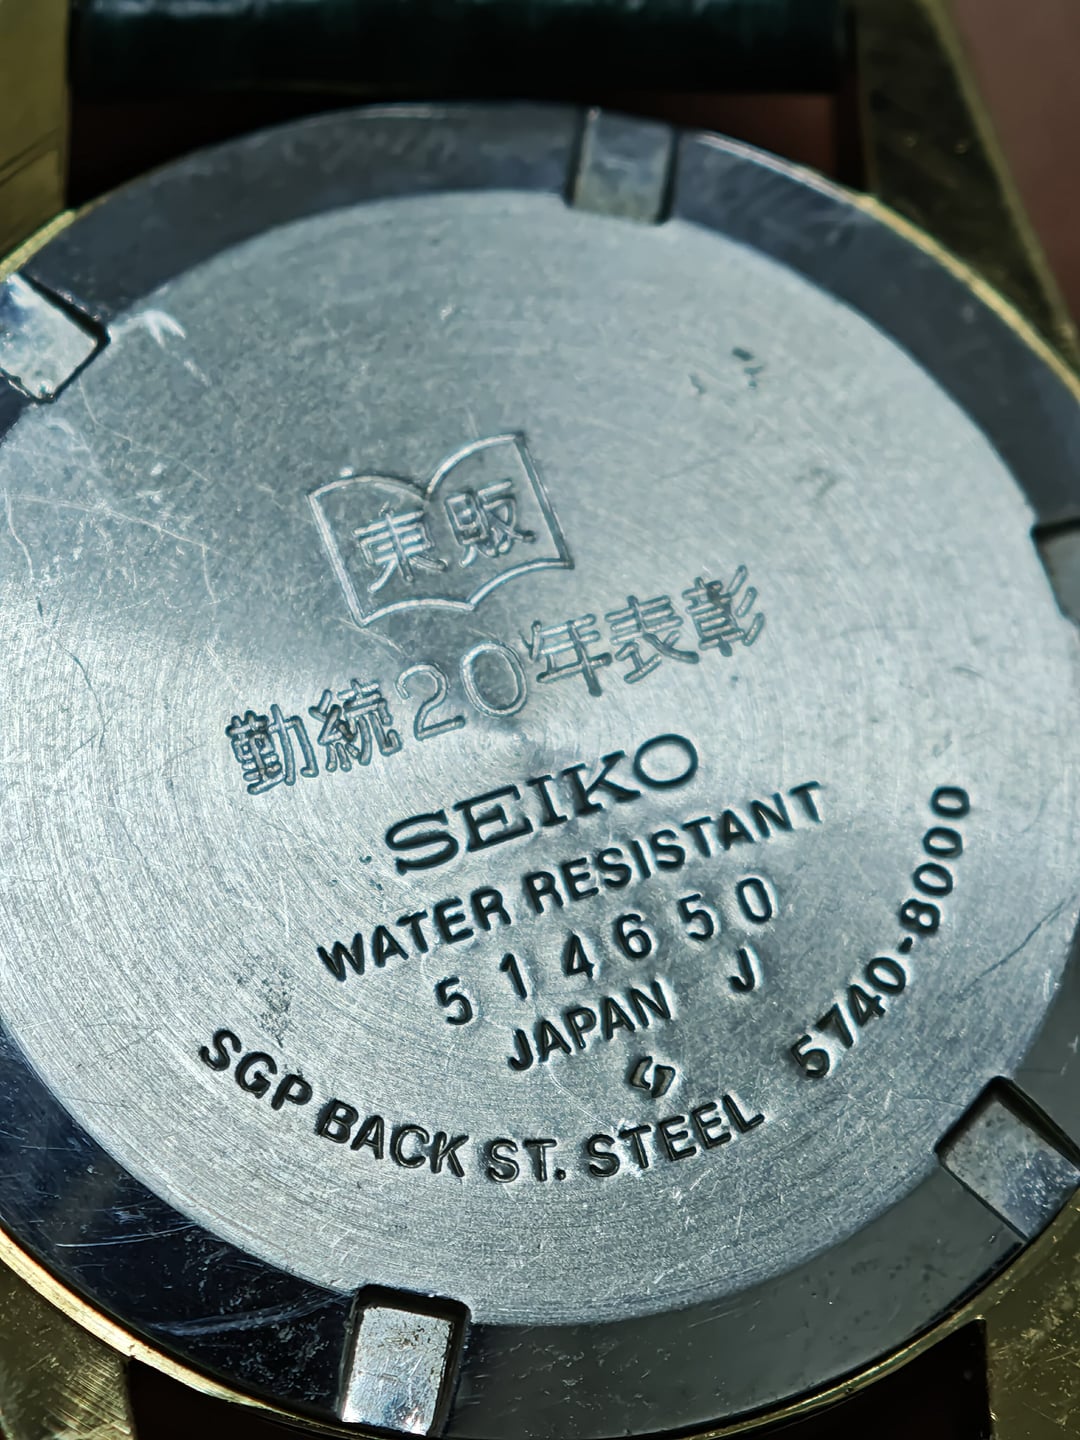 東販
勤続20年表彰
SEIKO
WATER RESISTANT
514650
JAPAN J
SGP BACK ST. STEEL 5740-8000